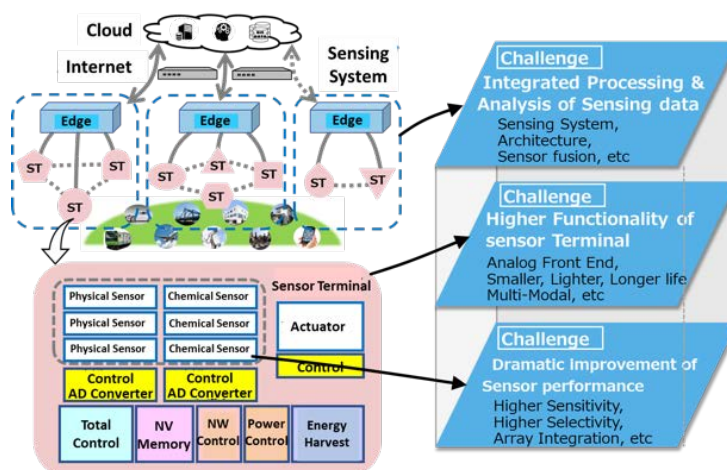 Cloud
Internet
Sensing
System
Edge
Edge
Edge
ST
ST
ST
ST
ST
ST
ST
ST
ST
Sensor Terminal
Physical Sensor
Chemical Sensor
Physical Sensor
Chemical Sensor
Physical Sensor
Chemical Sensor
Actuator
Control
Control
AD Converter
Control
AD Converter
Total
Control
NV
Memory
NW
Control
Power
Control
Energy
Harvest
Challenge
Integrated Processing &
Analysis of Sensing data
Sensing System,
Architecture,
Sensor fusion, etc
Challenge
Higher Functionality of
sensor Terminal
Analog Front End,
Smaller, Lighter, Longer life
Multi-Modal, etc
Challenge
Dramatic Improvement of
Sensor performance
Higher Sensitivity,
Higher Selectivity,
Array Integration, etc